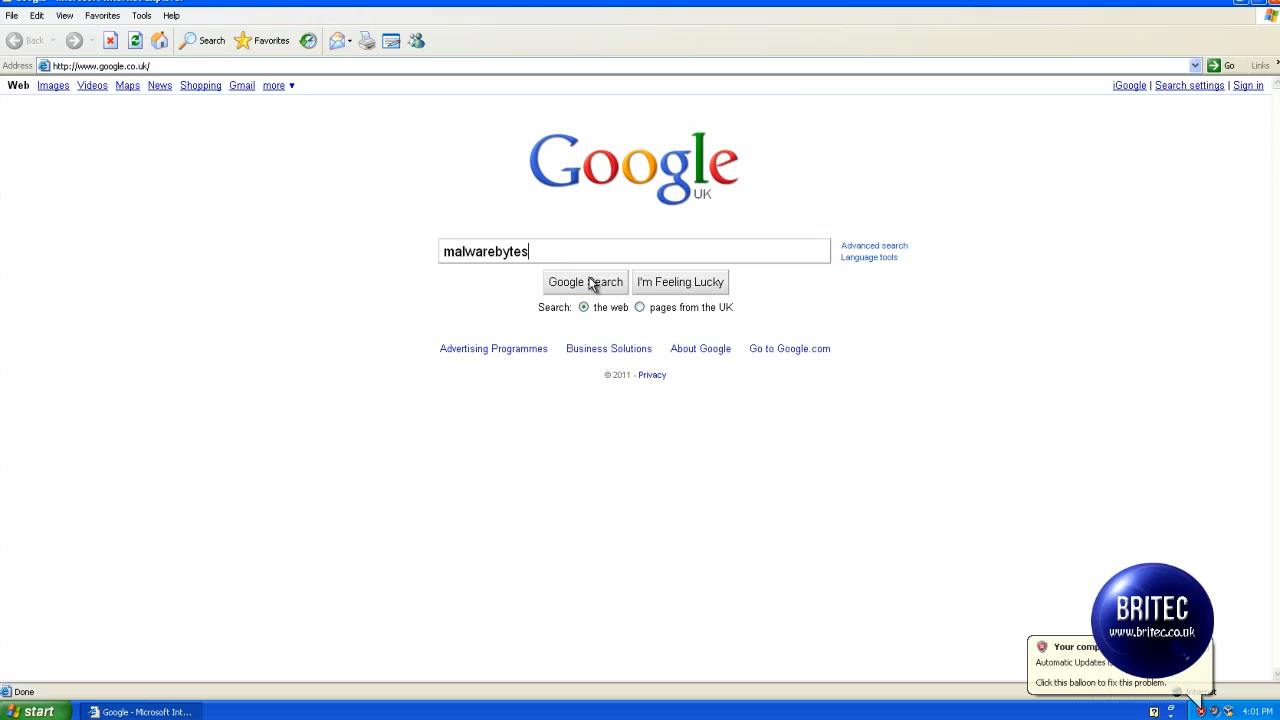 File Edit View Favorites Tools Help
Back Search Favorites
Address http://www.google.co.uk/ Go Links
Web Images Videos Maps News Shopping Gmail more ▼ iGoogle | Search settings | Sign in
Google
UK
malwarebytes
Advanced search
Language tools
Google Search I'm Feeling Lucky
Search: the web pages from the UK
Advertising Programmes Business Solutions About Google Go to Google.com
© 2011 - Privacy
BRITEC
www.britec.co.uk
Your
Automatic Updates
Click this balloon to fix this problem.
Done Internet
start Google - Microsoft Int... 4:01 PM